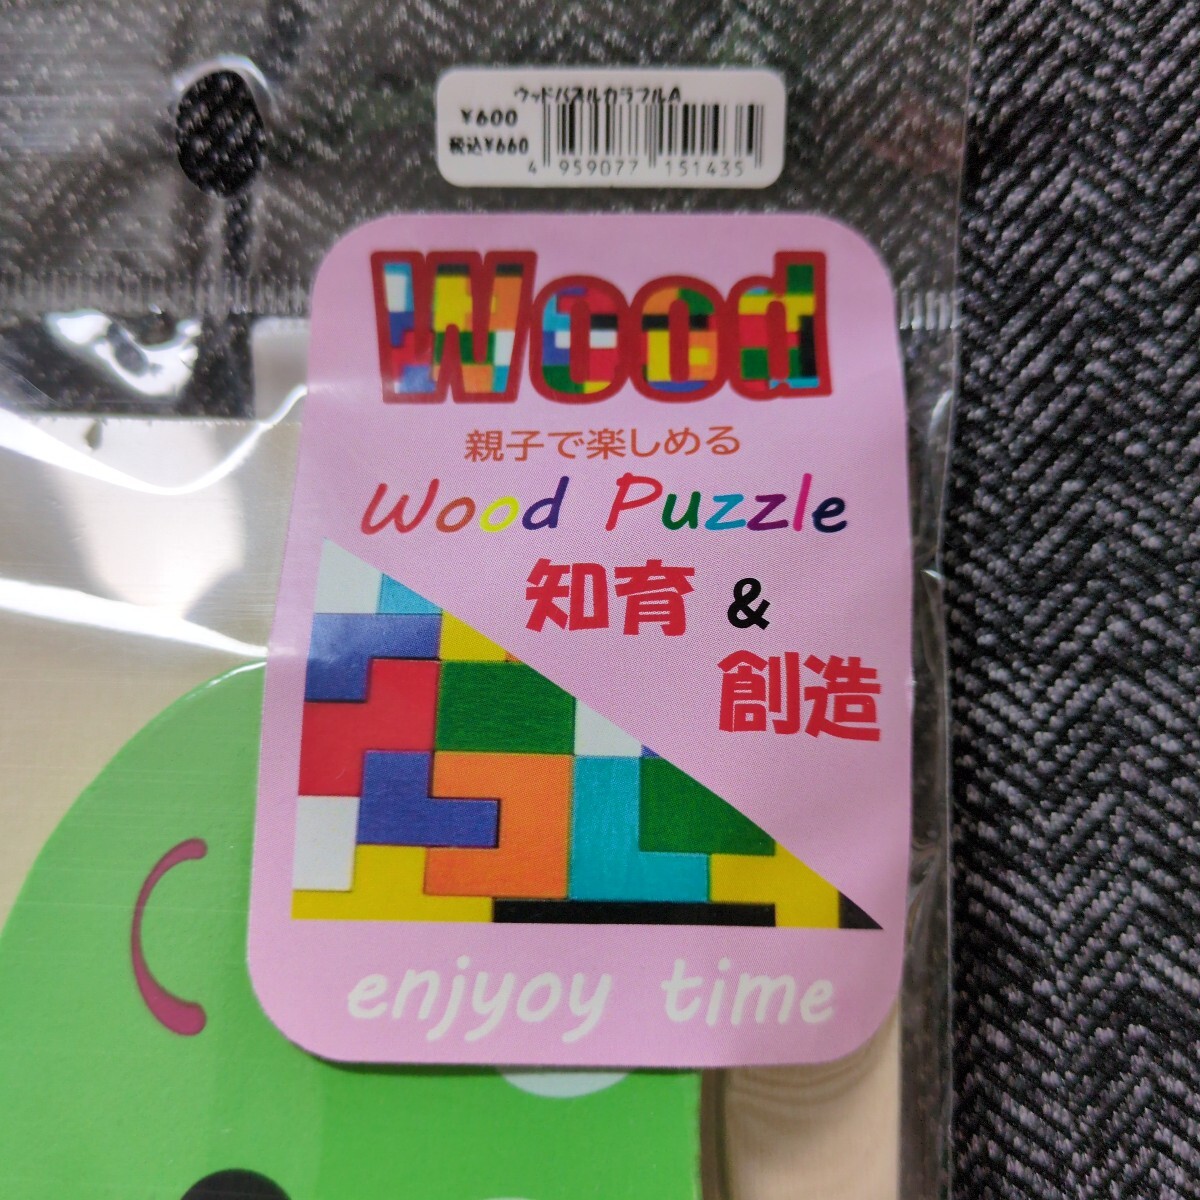 ウッドパズルカラフルA
¥600
税込¥660
4 959077 151435
Wood
親子で楽しめる
Wood Puzzle
知育 &
創造
enjyoy time